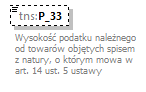 tns:P_33
Wysokość podatku należnego
od towarów objętych spisem
z natury, o którym mowa w
art. 14 ust. 5 ustawy